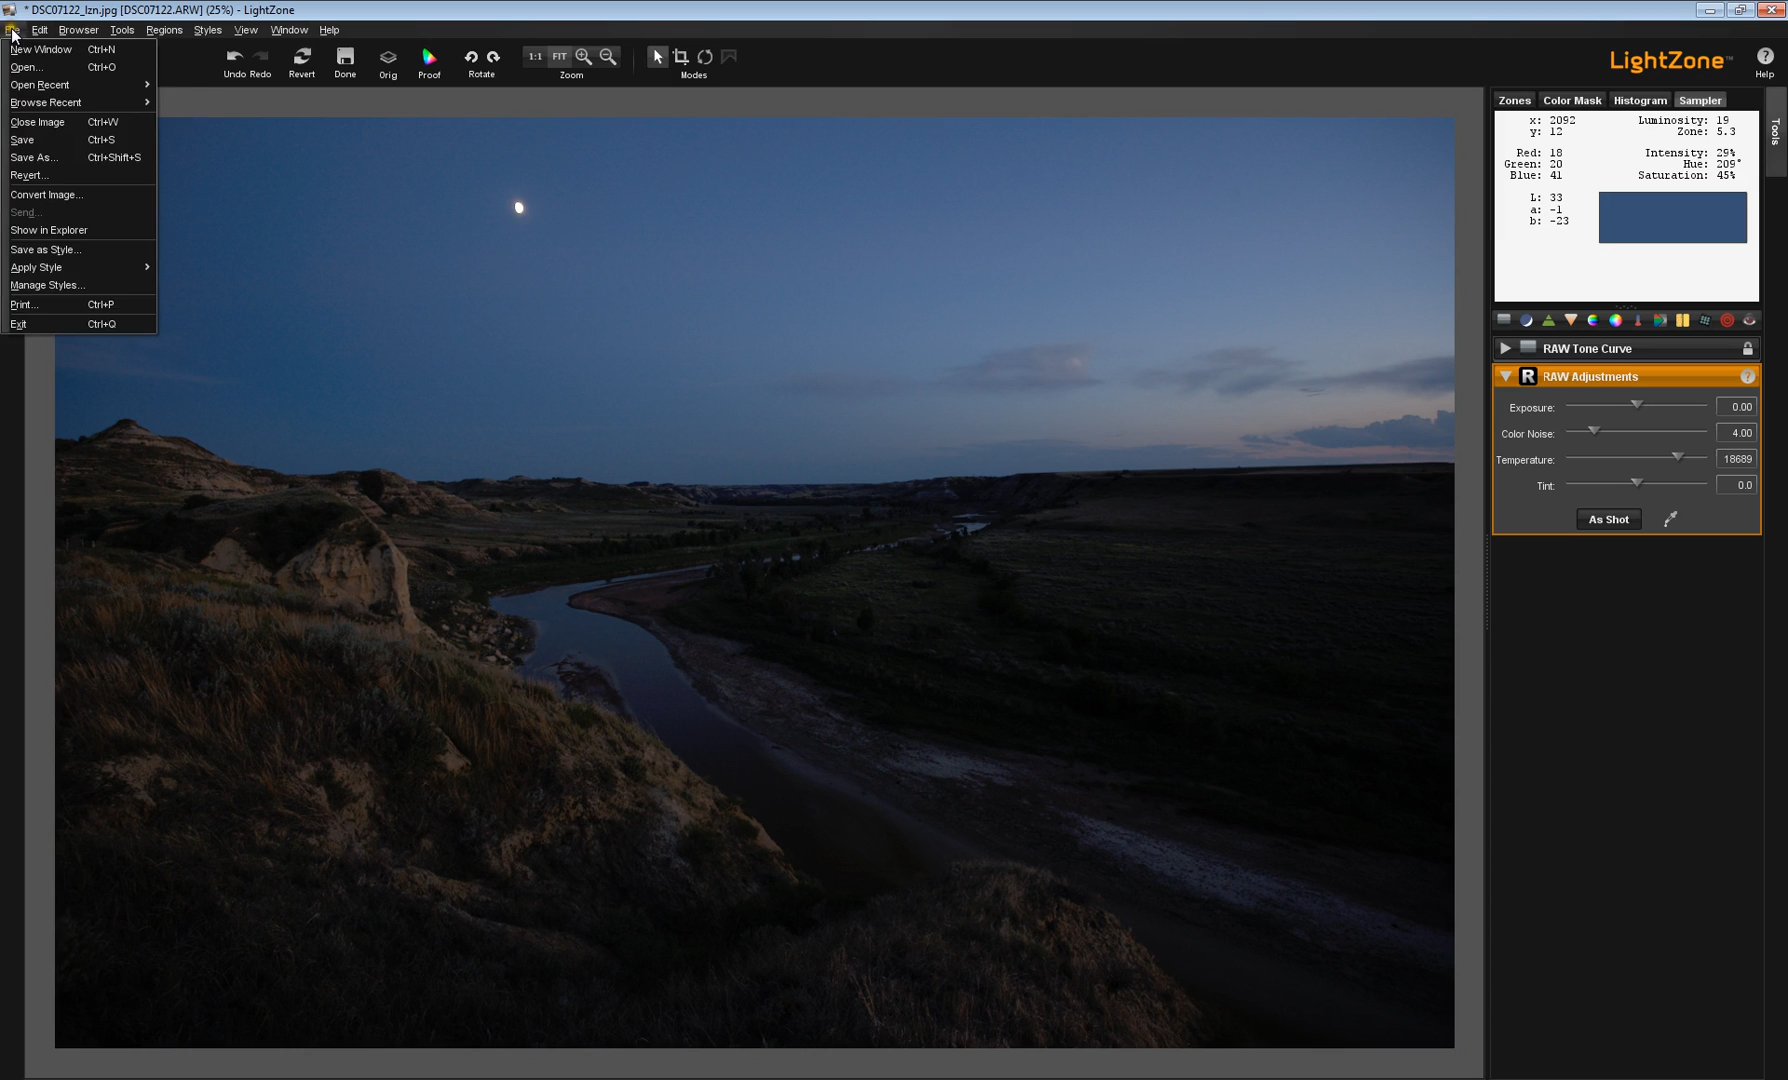 * DSC07122_lzn.jpg [DSC07122.ARW] (25%) - LightZone
File Edit Browser Tools Regions Styles View Window Help
New Window Ctrl+N
Open... Ctrl+O
Open Recent
Browse Recent
Close Image Ctrl+W
Save Ctrl+S
Save As... Ctrl+Shift+S
Revert...
Convert Image...
Send...
Show in Explorer
Save as Style...
Apply Style
Manage Styles...
Print... Ctrl+P
Exit Ctrl+Q
Undo Redo Revert Done Orig Proof Rotate
1:1 FIT
Zoom
Modes
LightZone™
Help
Zones Color Mask Histogram Sampler
Tools
x: 2092 Luminosity: 19
y: 12 Zone: 5.3
Red: 18 Intensity: 29%
Green: 20 Hue: 209°
Blue: 41 Saturation: 45%
L: 33
a: -1
b: -23
RAW Tone Curve
R RAW Adjustments ?
Exposure: 0.00
Color Noise: 4.00
Temperature: 18689
Tint: 0.0
As Shot